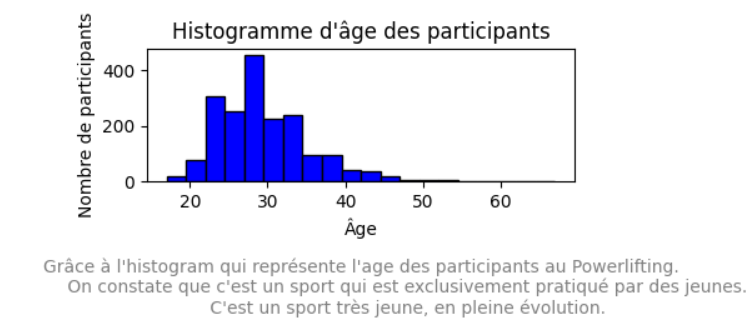 Histogramme d'âge des participants
Nombre de participants
400
200
0
20 30 40 50 60
Âge
Grâce à l'histogram qui représente l'age des participants au Powerlifting.
On constate que c'est un sport qui est exclusivement pratiqué par des jeunes.
C'est un sport très jeune, en pleine évolution.